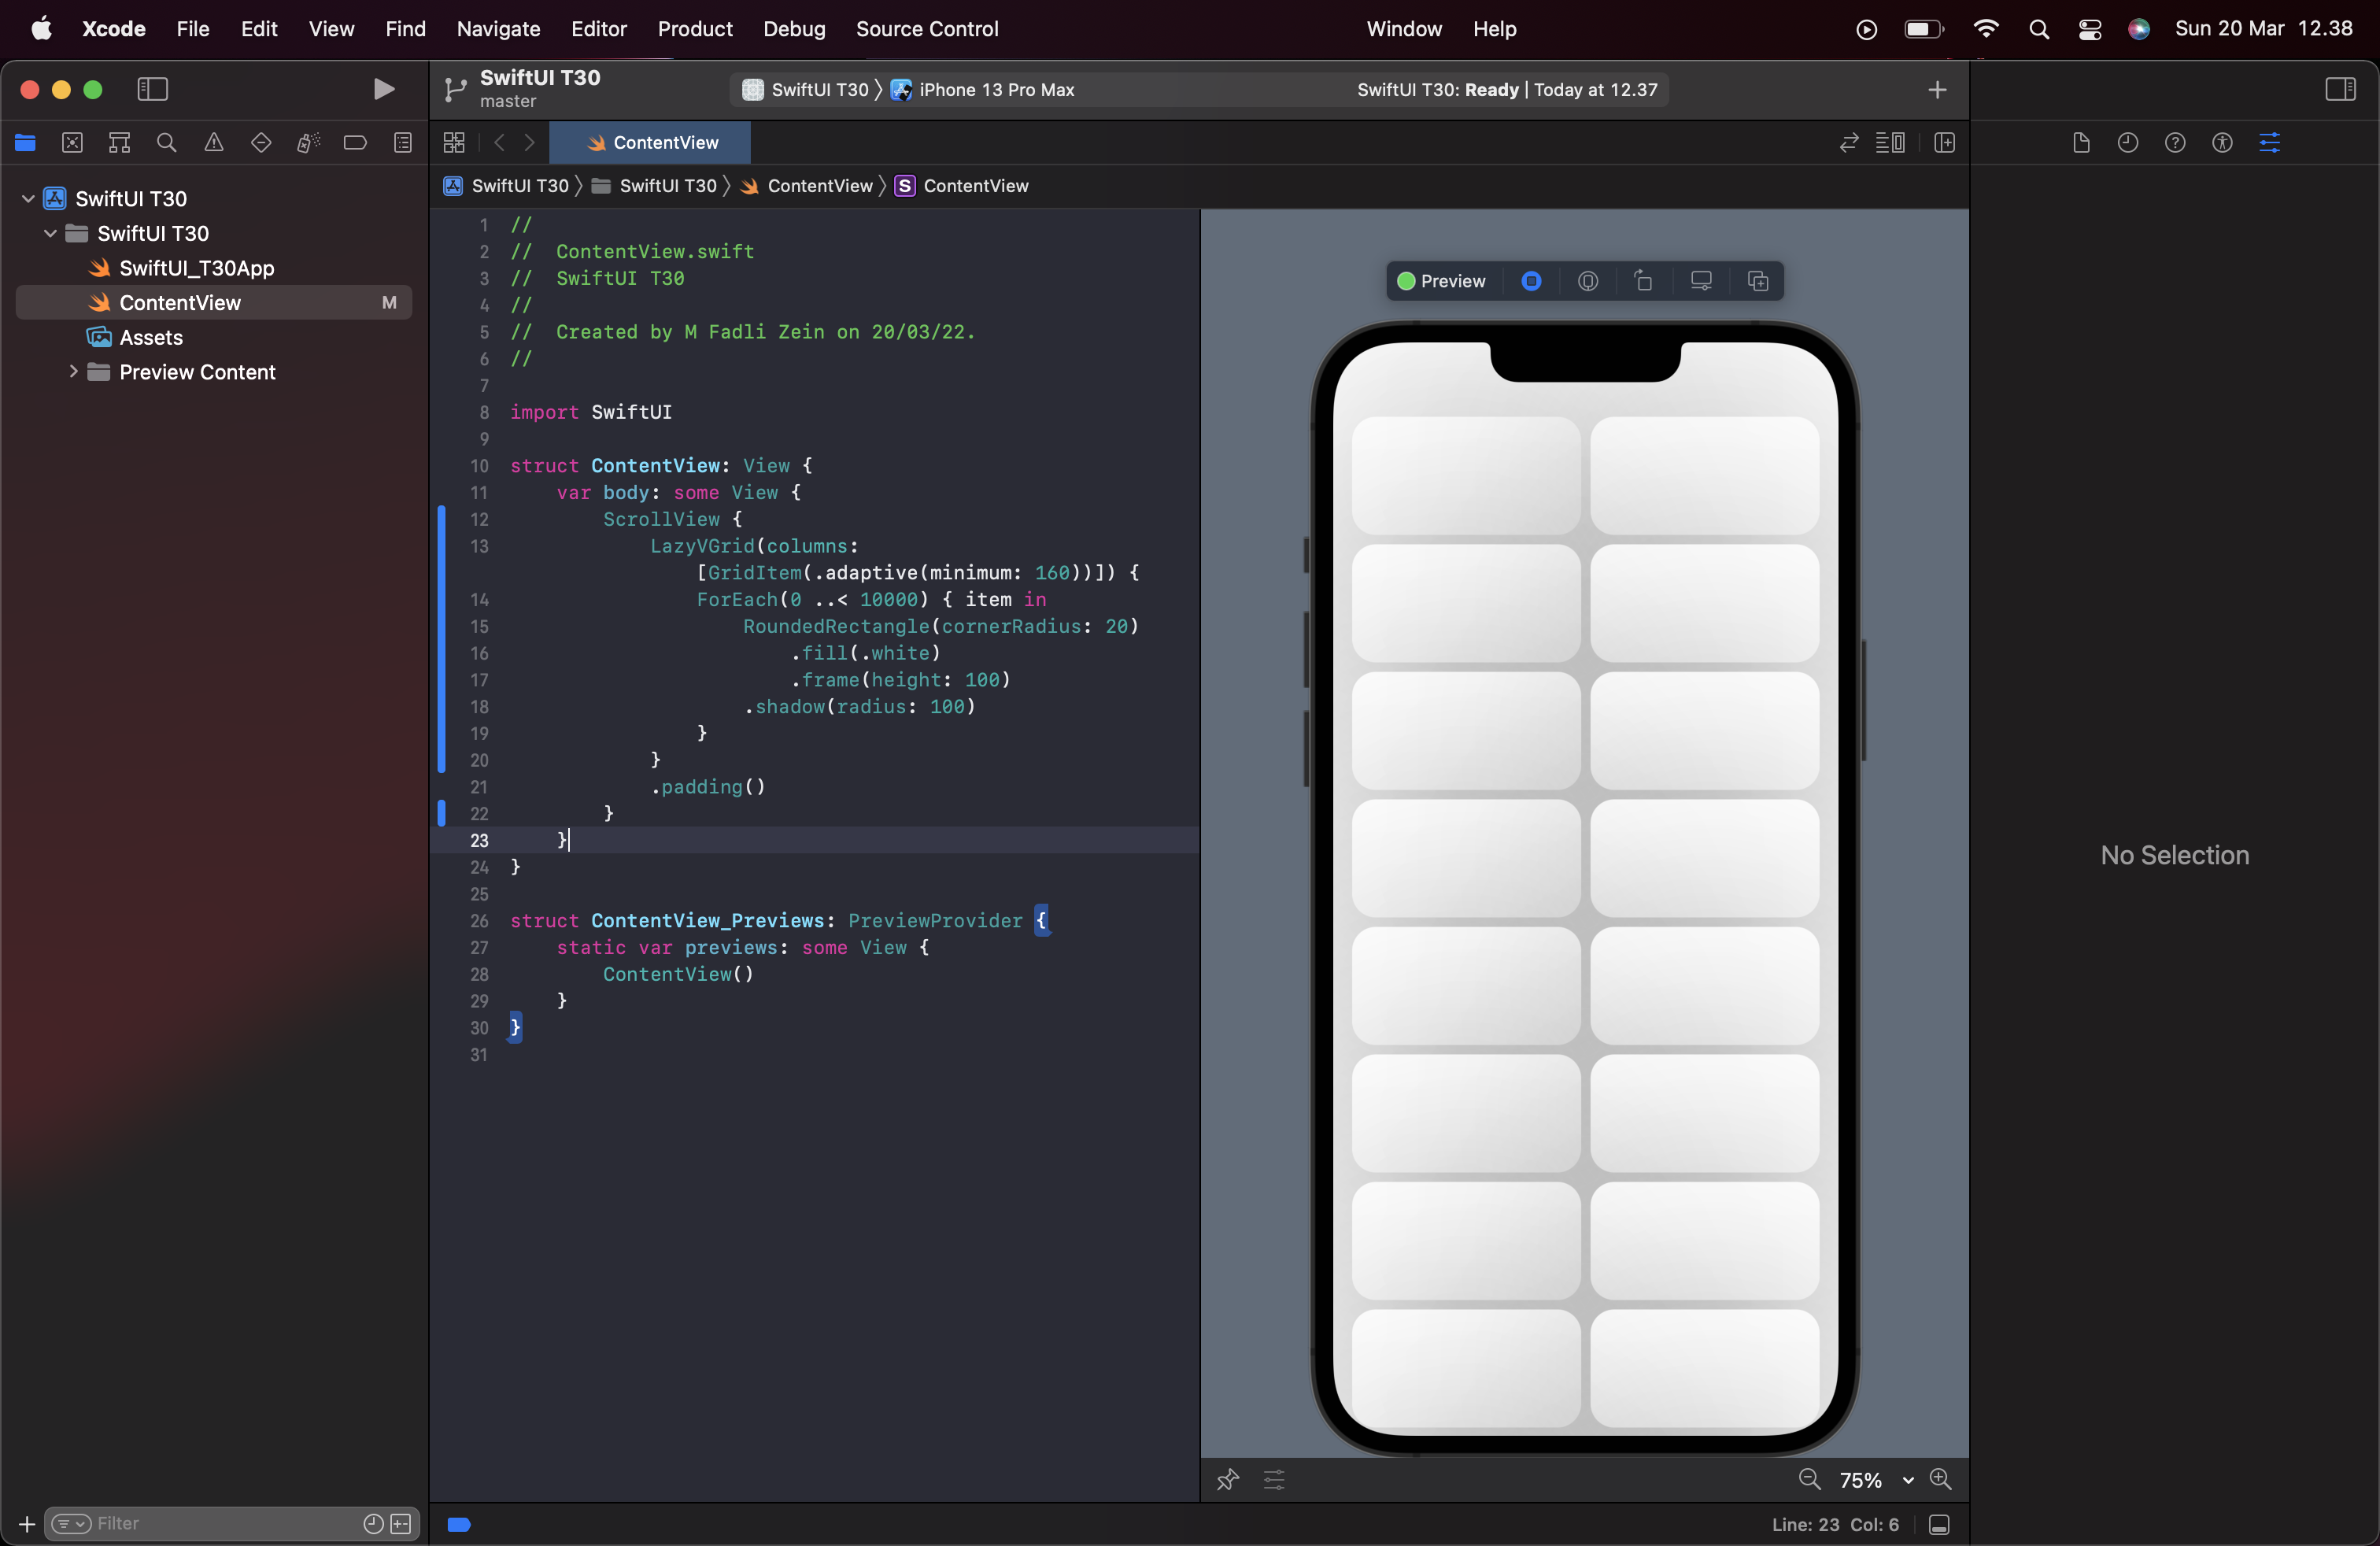 Xcode File Edit View Find Navigate Editor Product Debug Source Control Window Help Sun 20 Mar 12.38
SwiftUI T30
master
SwiftUI T30 iPhone 13 Pro Max SwiftUI T30: Ready | Today at 12.37
ContentView
SwiftUI T30 SwiftUI T30 ContentView S ContentView
SwiftUI T30
SwiftUI T30
SwiftUI_T30App
ContentView M
Assets
Preview Content
Filter
1 //
2 //  ContentView.swift
3 //  SwiftUI T30
4 //
5 //  Created by M Fadli Zein on 20/03/22.
6 //
7
8 import SwiftUI
9
10 struct ContentView: View {
11     var body: some View {
12         ScrollView {
13             LazyVGrid(columns:
[GridItem(.adaptive(minimum: 160))]) {
14                 ForEach(0 ..< 10000) { item in
15                     RoundedRectangle(cornerRadius: 20)
16                         .fill(.white)
17                         .frame(height: 100)
18                     .shadow(radius: 100)
19                 }
20             }
21             .padding()
22         }
23     }
24 }
25
26 struct ContentView_Previews: PreviewProvider {
27     static var previews: some View {
28         ContentView()
29     }
30 }
31
Preview
75%
Line: 23 Col: 6
No Selection